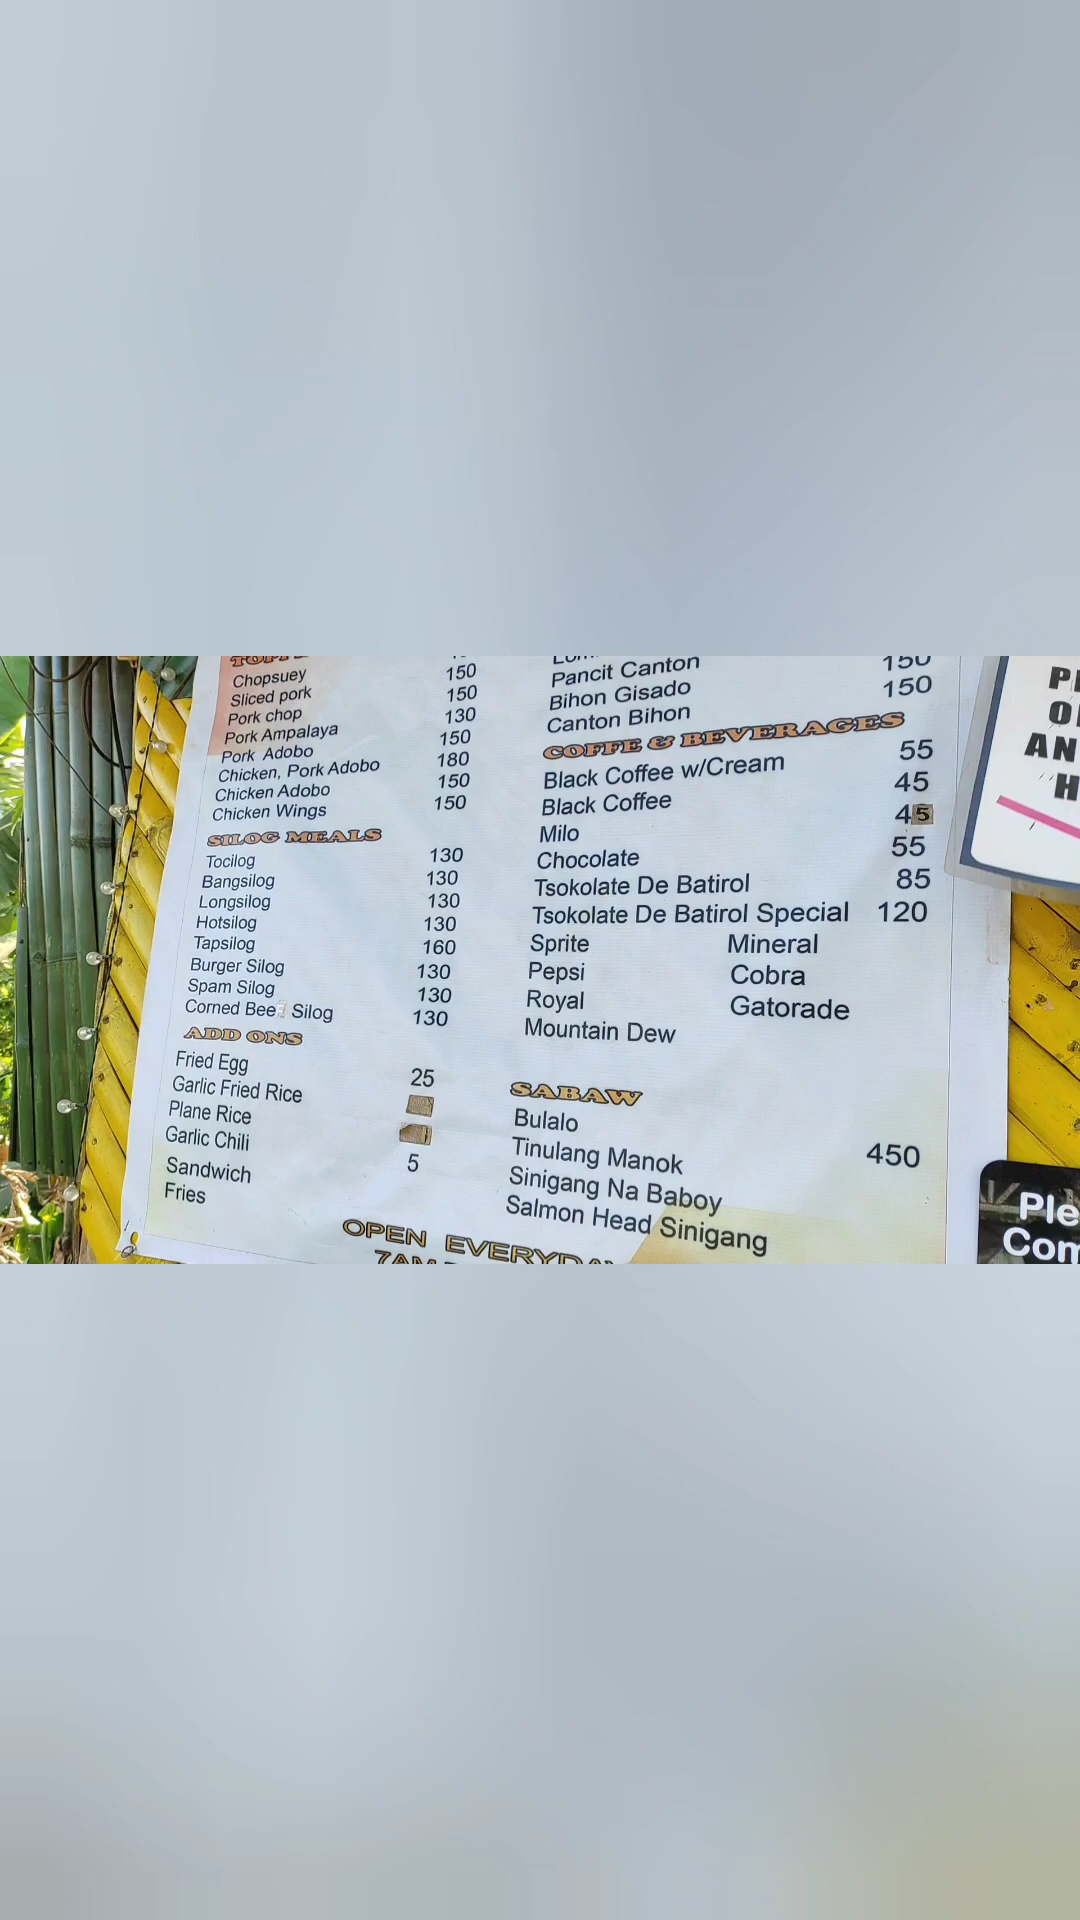 Chopsuey 150
Sliced pork 150
Pork chop 130
Pork Ampalaya 150
Pork Adobo 180
Chicken, Pork Adobo 150
Chicken Adobo 150
Chicken Wings
SILOG MEALS
Tocilog 130
Bangsilog 130
Longsilog 130
Hotsilog 130
Tapsilog 160
Burger Silog 130
Spam Silog 130
Corned Bee Silog 130
ADD ONS
Fried Egg 25
Garlic Fried Rice
Plane Rice
Garlic Chili 5
Sandwich
Fries
Pancit Canton 150
Bihon Gisado 150
Canton Bihon
COFFE & BEVERAGES
Black Coffee w/Cream 55
Black Coffee 45
Milo 45
Chocolate 55
Tsokolate De Batirol 85
Tsokolate De Batirol Special 120
Sprite Mineral
Pepsi Cobra
Royal Gatorade
Mountain Dew
SABAW
Bulalo 450
Tinulang Manok
Sinigang Na Baboy
Salmon Head Sinigang
OPEN EVERYDAY
7AM
AN
H
Ple
Com